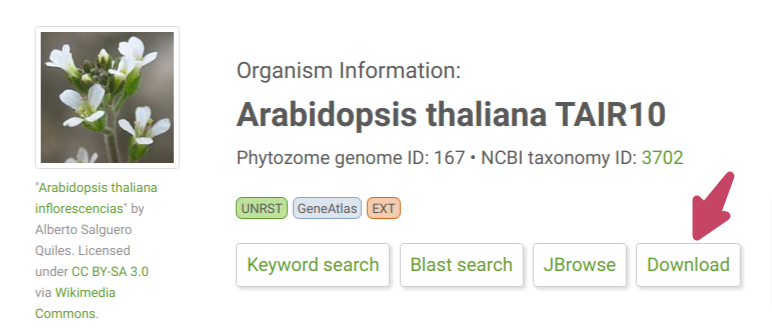 Organism Information:
Arabidopsis thaliana TAIR10
Phytozome genome ID: 167 • NCBI taxonomy ID: 3702
UNRST GeneAtlas EXT
Keyword search Blast search JBrowse Download
"Arabidopsis thaliana
inflorescencias" by
Alberto Salguero
Quiles. Licensed
under CC BY-SA 3.0
via Wikimedia
Commons.